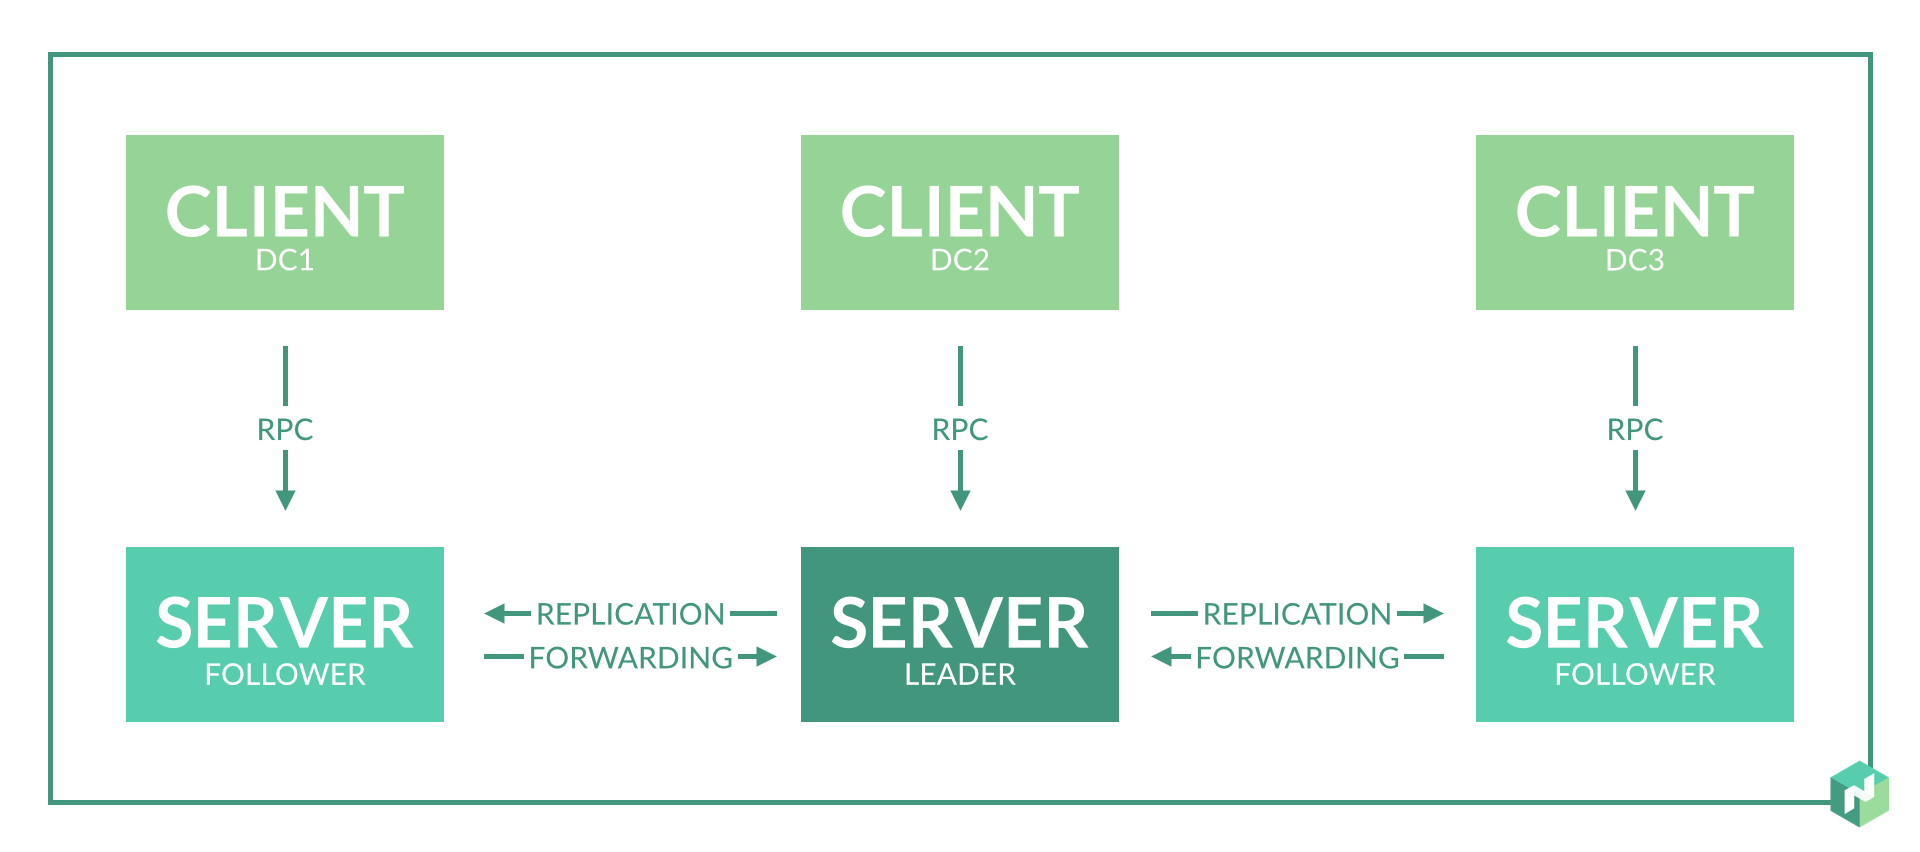 CLIENT
DC1
CLIENT
DC2
CLIENT
DC3
RPC
RPC
RPC
SERVER
FOLLOWER
REPLICATION
FORWARDING
SERVER
LEADER
REPLICATION
FORWARDING
SERVER
FOLLOWER